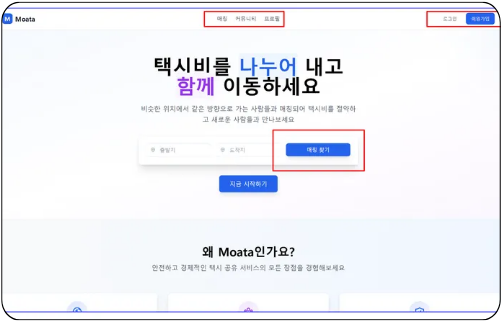 M Moata
매칭 커뮤니티 프로필
로그인 회원가입
택시비를 나누어 내고
함께 이동하세요
비슷한 위치에서 같은 방향으로 가는 사람들과 매칭되어 택시비를 절약하
고 새로운 사람들과 만나보세요
출발지 도착지 매칭 찾기
지금 시작하기
왜 Moata인가요?
안전하고 경제적인 택시 공유 서비스의 모든 장점을 경험해보세요